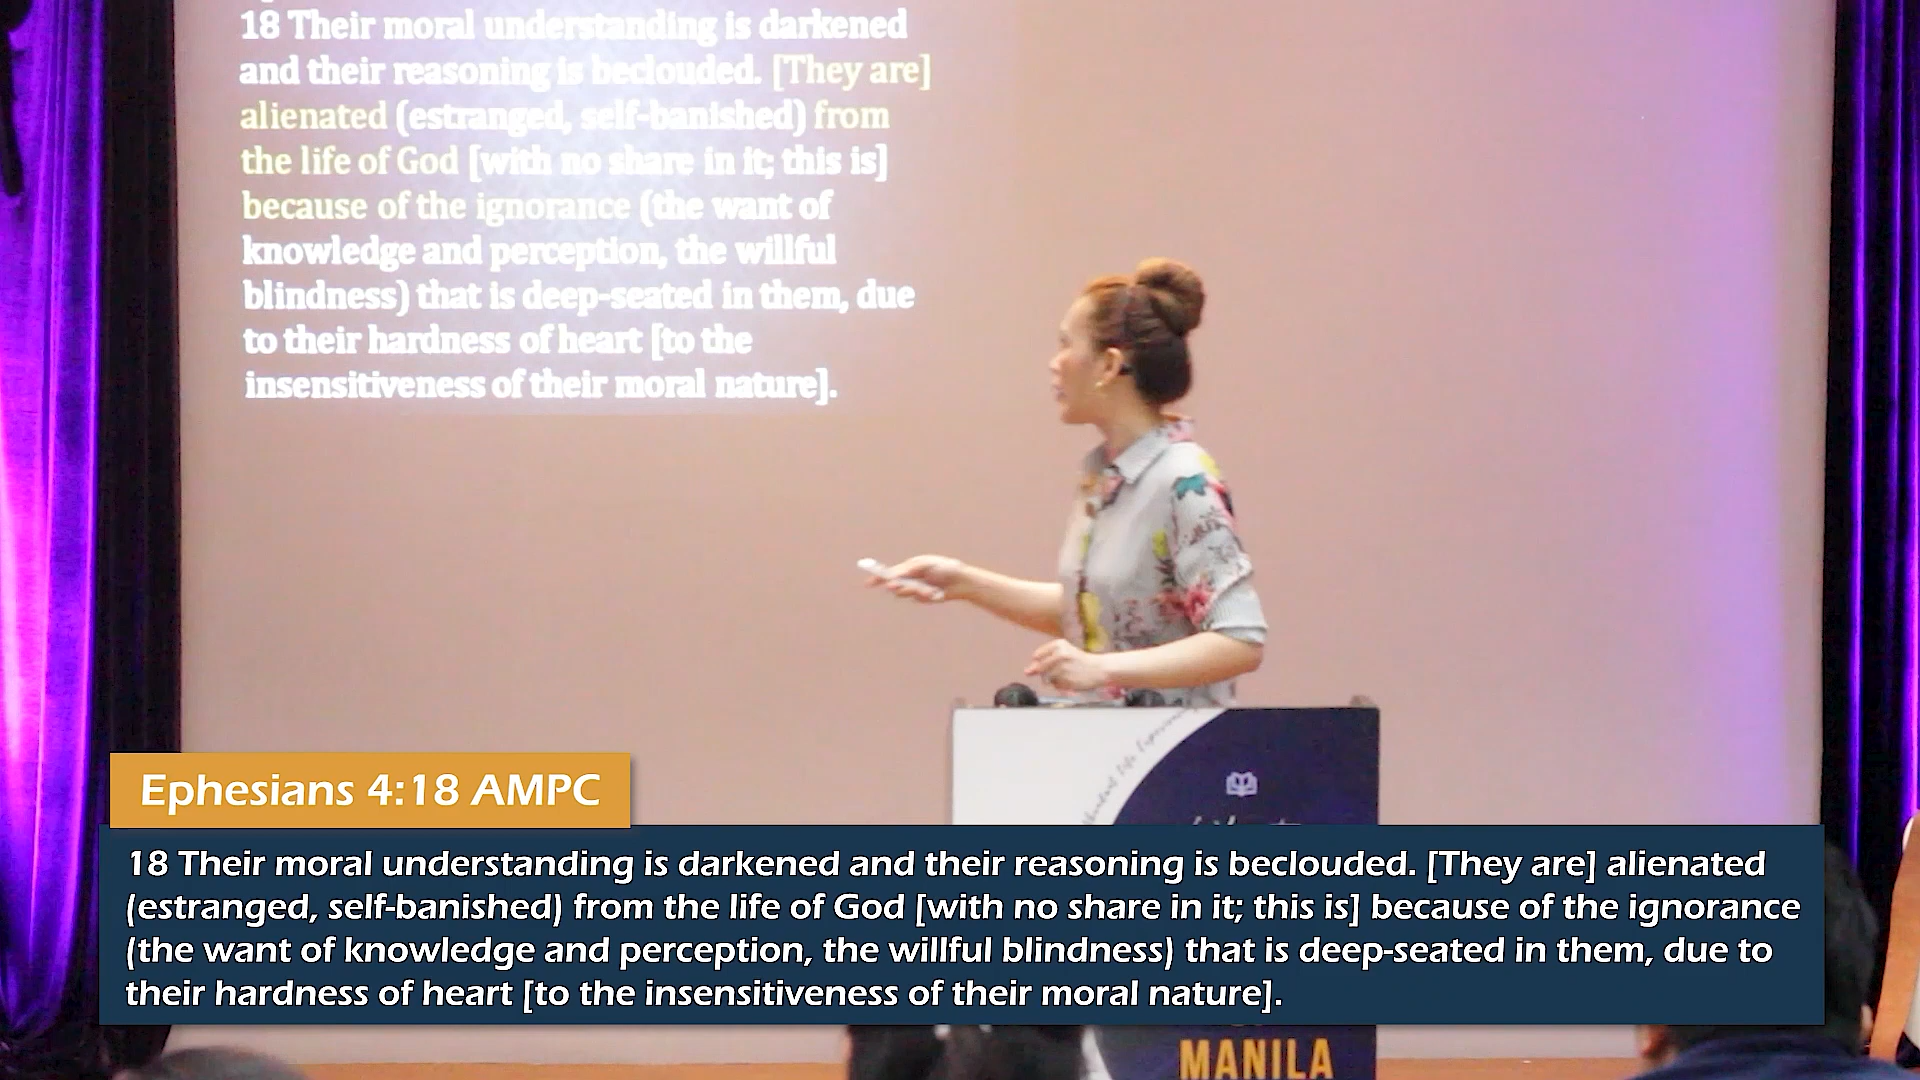 18 Their moral understanding is darkened
and their reasoning is beclouded. [They are]
alienated (estranged, self-banished) from
the life of God [with no share in it; this is]
because of the ignorance (the want of
knowledge and perception, the willful
blindness) that is deep-seated in them, due
to their hardness of heart [to the
insensitiveness of their moral nature].
Ephesians 4:18 AMPC
18 Their moral understanding is darkened and their reasoning is beclouded. [They are] alienated
(estranged, self-banished) from the life of God [with no share in it; this is] because of the ignorance
(the want of knowledge and perception, the willful blindness) that is deep-seated in them, due to
their hardness of heart [to the insensitiveness of their moral nature].
MANILA